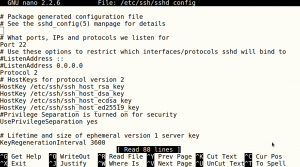 GNU nano 2.2.6 File: /etc/ssh/sshd config
# Package generated configuration file
# See the sshd_config(5) manpage for details
# What ports, IPs and protocols we listen for
Port 22
# Use these options to restrict which interfaces/protocols sshd will bind to
#ListenAddress ::
#ListenAddress 0.0.0.0
Protocol 2
# HostKeys for protocol version 2
HostKey /etc/ssh/ssh_host_rsa_key
HostKey /etc/ssh/ssh_host_dsa_key
HostKey /etc/ssh/ssh_host_ecdsa_key
HostKey /etc/ssh/ssh_host_ed25519_key
#Privilege Separation is turned on for security
UsePrivilegeSeparation yes
# Lifetime and size of ephemeral version 1 server key
KeyRegenerationInterval 3600
[ Read 88 lines ]
^G Get Help ^O WriteOut ^R Read File ^Y Prev Page ^K Cut Text ^C Cur Pos
^X Exit ^J Justify ^W Where Is ^V Next Page ^U UnCut Text ^T To Spell